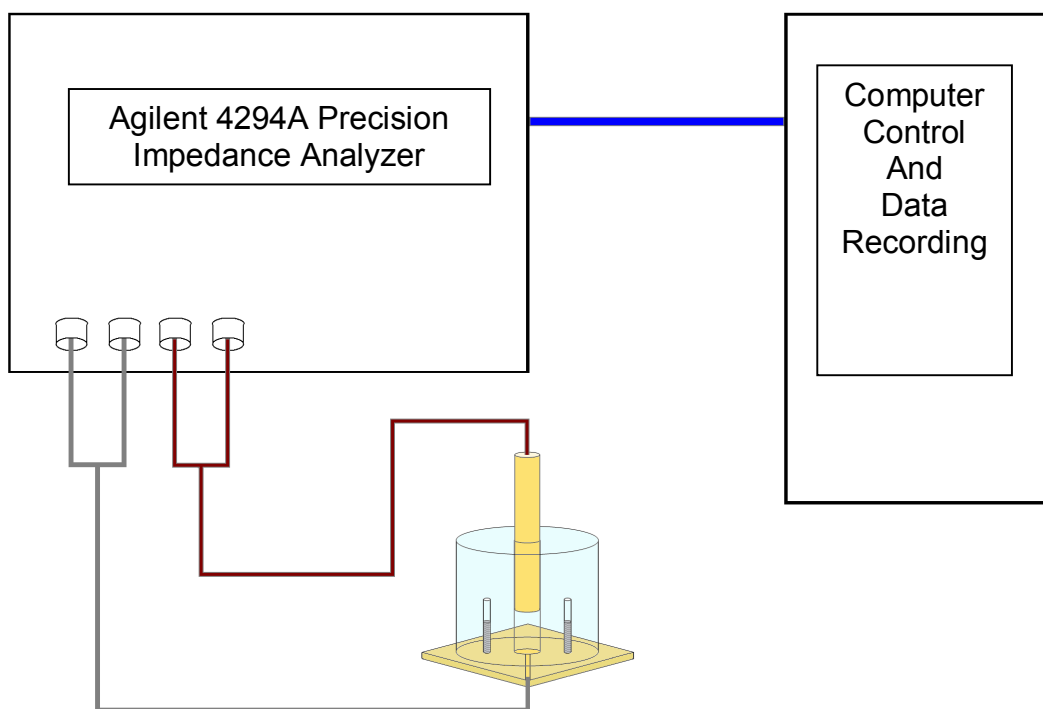 Agilent 4294A Precision
Impedance Analyzer
Computer
Control
And
Data
Recording